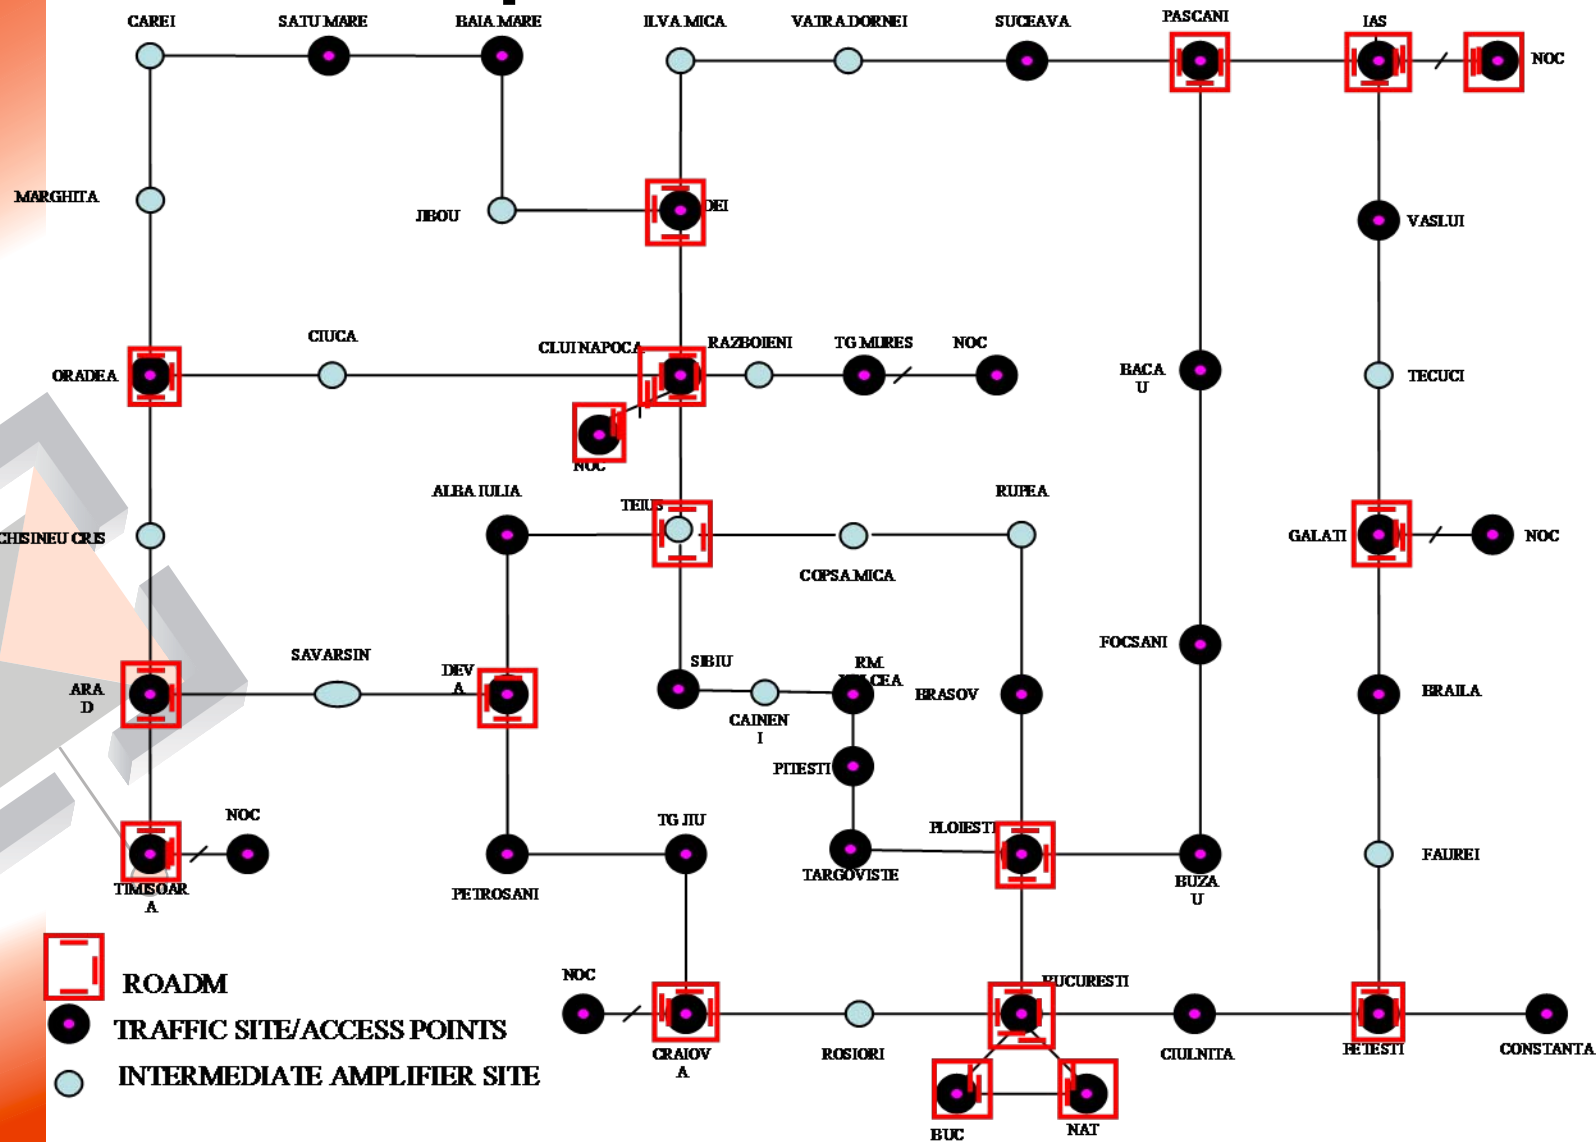 CAREI
SATU MARE
BAIA MARE
ILVA MICA
VATRA DORNEI
SUCEAVA
PASCANI
IAS
NOC
MARGHITA
JIBOU
DEJ
VASLUI
ORADEA
CIUCA
CLUJ NAPOCA
RAZBOIENI
TG MURES
NOC
BACA
U
TECUCI
NOC
ALBA IULIA
TEIUS
RUPEA
CHISINEU CRIS
COPSA MICA
GALATI
NOC
SAVARSIN
ARA
D
DEV
A
SIBIU
RM.
CAINEN
I
BRASOV
FOCSANI
BRAILA
PITESTI
NOC
TIMISOAR
A
PETROSANI
TG JIU
TARGOVISTE
PLOIESTI
BUZA
U
FAUREI
ROADM
TRAFFIC SITE/ACCESS POINTS
INTERMEDIATE AMPLIFIER SITE
NOC
CRAIOV
A
ROSIORI
BUCURESTI
CIULNITA
FETESTI
CONSTANTA
BUC
NAT